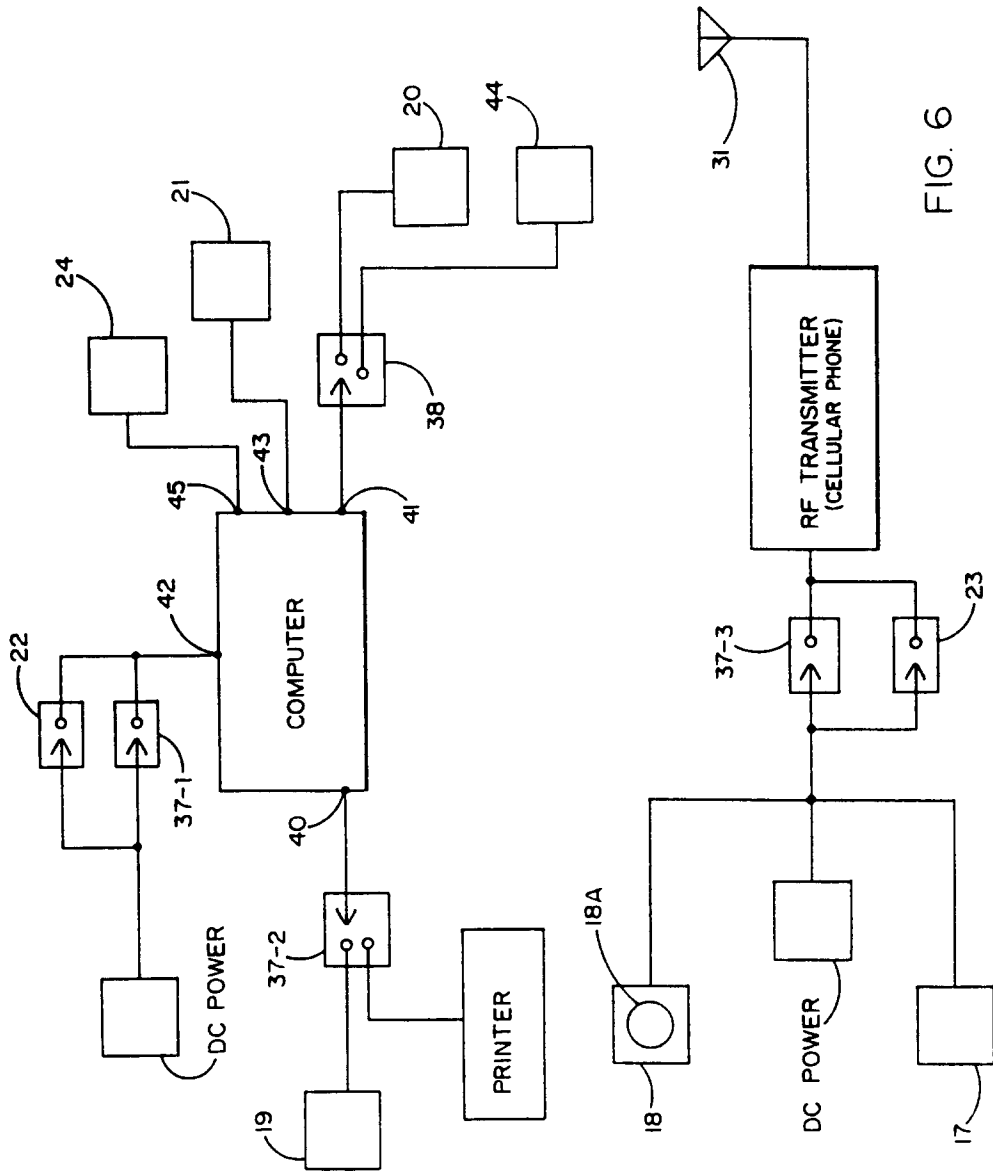 24
21
20
44
22
37-1
42
45
43
41
38
COMPUTER
40
DC POWER
37-2
19
PRINTER
31
RF TRANSMITTER
(CELLULAR PHONE)
37-3
23
18A
18
DC POWER
17
FIG. 6